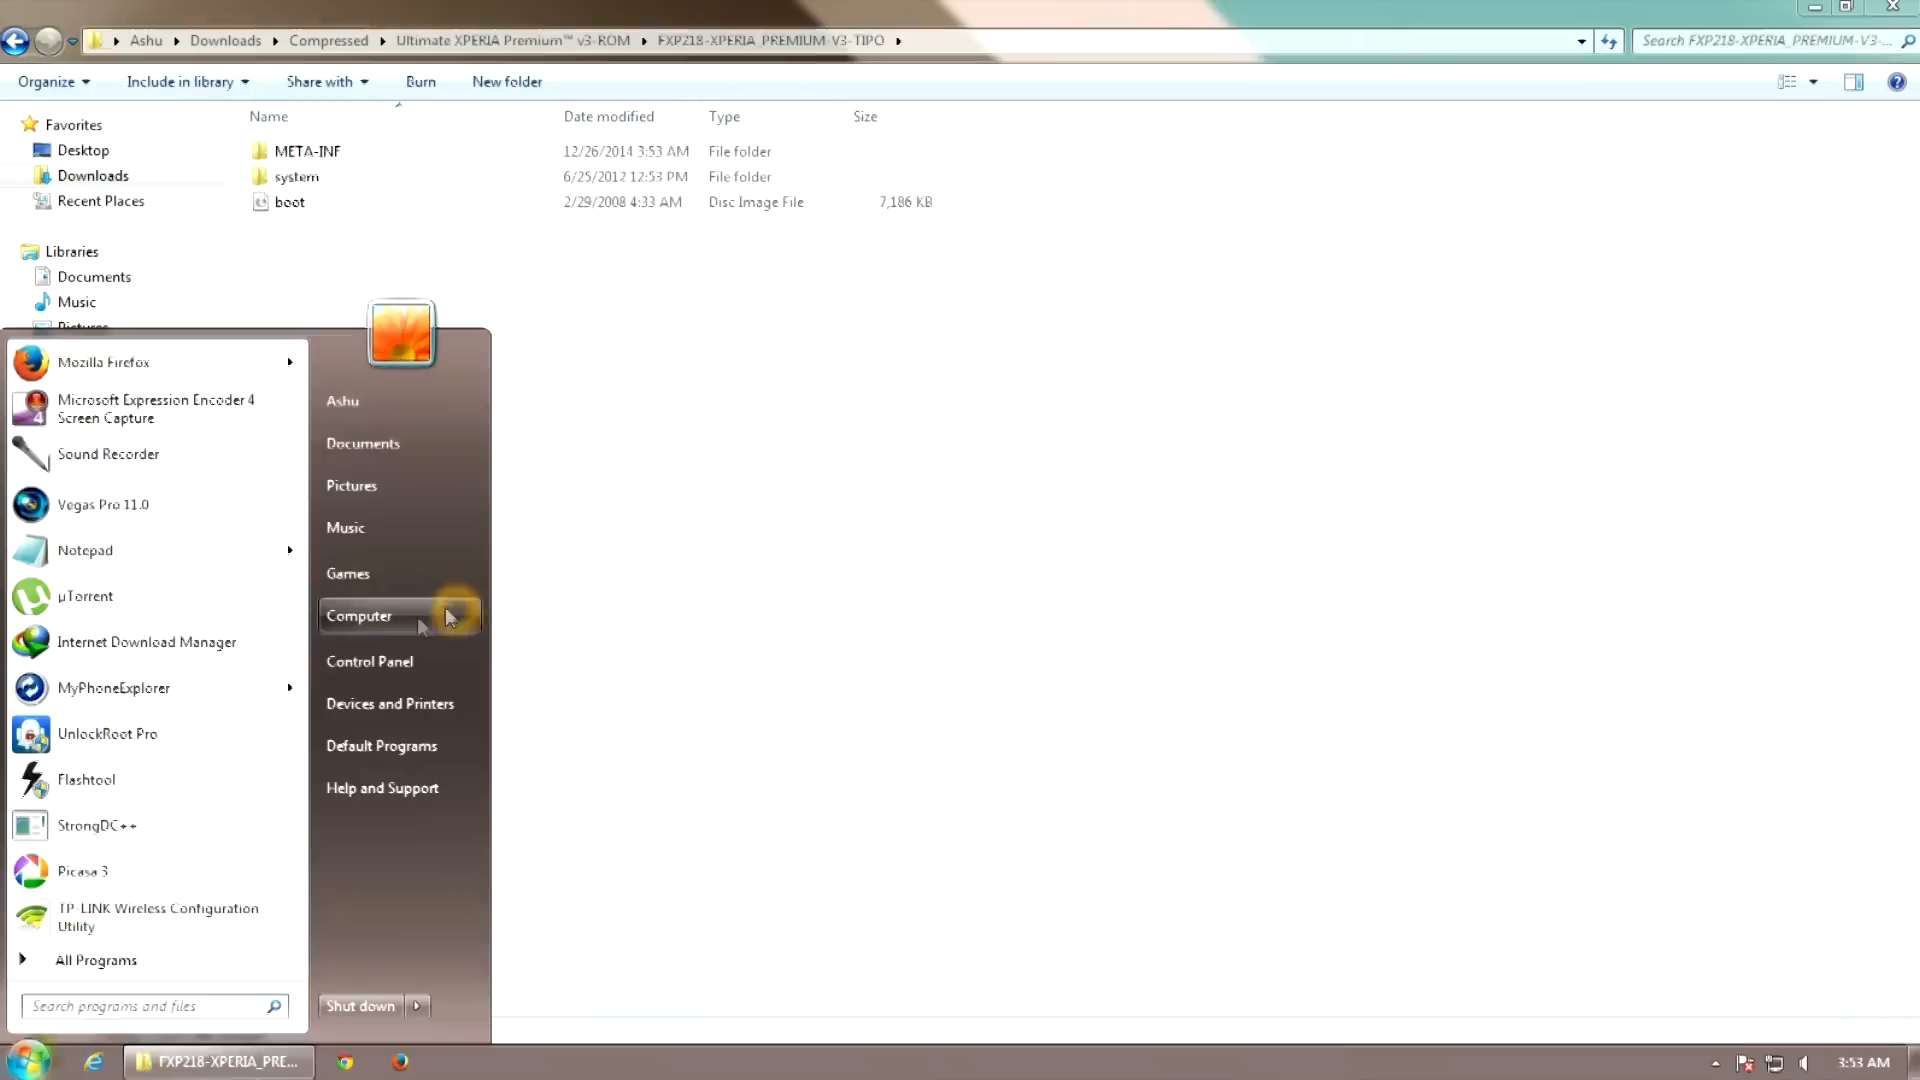 Ashu Downloads Compressed Ultimate XPERIA Premium™ v3-ROM FXP218-XPERIA_PREMIUM-V3-TIPO
Search FXP218-XPERIA_PREMIUM-V3-...
Organize Include in library Share with Burn New folder
Name Date modified Type Size
Favorites
Desktop
Downloads
Recent Places
Libraries
Documents
Music
Pictures
META-INF 12/26/2014 3:53 AM File folder
system 6/25/2012 12:53 PM File folder
boot 2/29/2008 4:33 AM Disc Image File 7,186 KB
Mozilla Firefox
Microsoft Expression Encoder 4
Screen Capture
Sound Recorder
Vegas Pro 11.0
Notepad
µTorrent
Internet Download Manager
MyPhoneExplorer
UnlockRoot Pro
Flashtool
StrongDC++
Picasa 3
TP-LINK Wireless Configuration
Utility
All Programs
Search programs and files
Ashu
Documents
Pictures
Music
Games
Computer
Control Panel
Devices and Printers
Default Programs
Help and Support
Shut down
FXP218-XPERIA_PRE...
3:53 AM